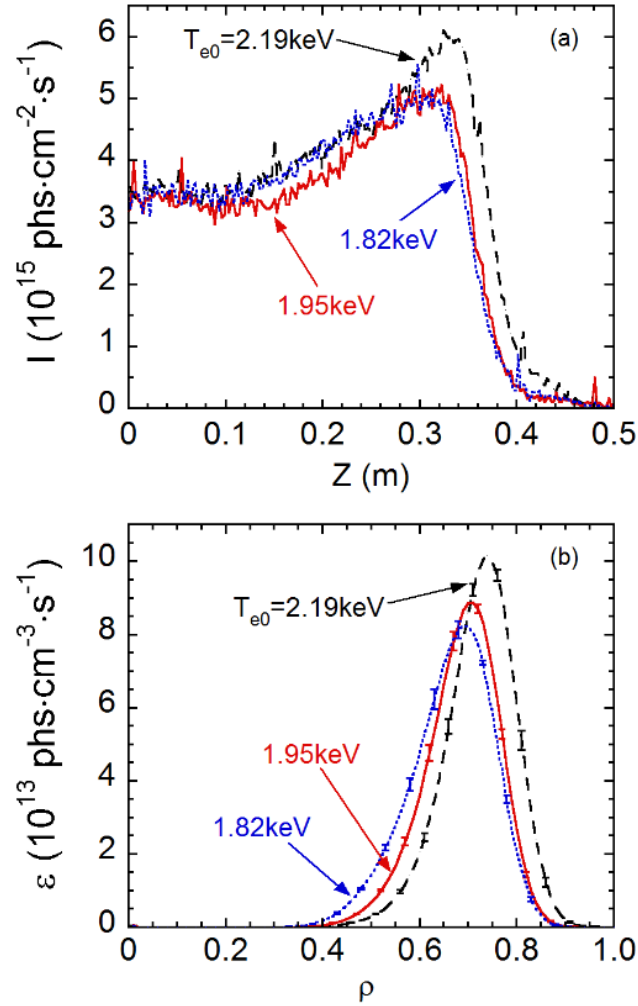 6
(a)
T_e0=2.19keV
5
4
3
1.82keV
2
1.95keV
1
0
I (10^15 phs·cm^-2·s^-1)
0 0.1 0.2 0.3 0.4 0.5
Z (m)
10
(b)
T_e0=2.19keV
8
6
1.95keV
4
1.82keV
2
0
ε (10^13 phs·cm^-3·s^-1)
0 0.2 0.4 0.6 0.8 1.0
ρ